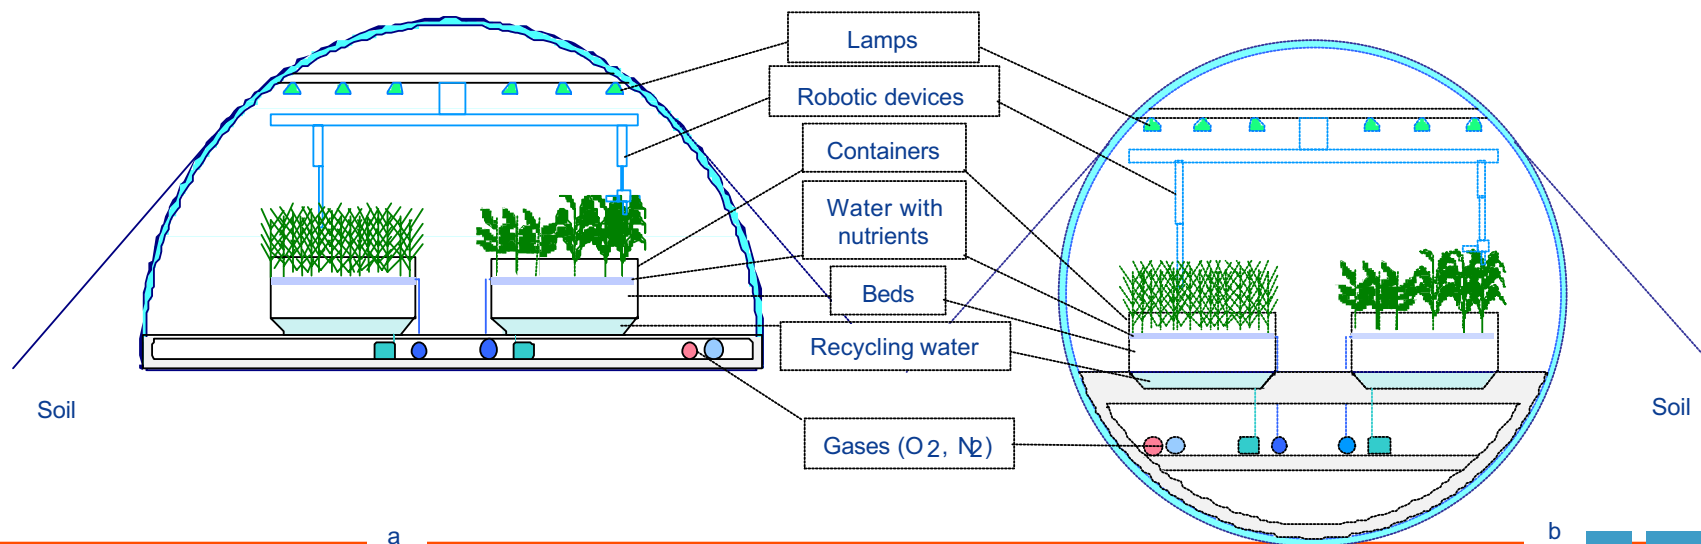 Lamps
Robotic devices
Containers
Water with
nutrients
Beds
Recycling water
Soil
Soil
Gases (O2, N2)
a
b